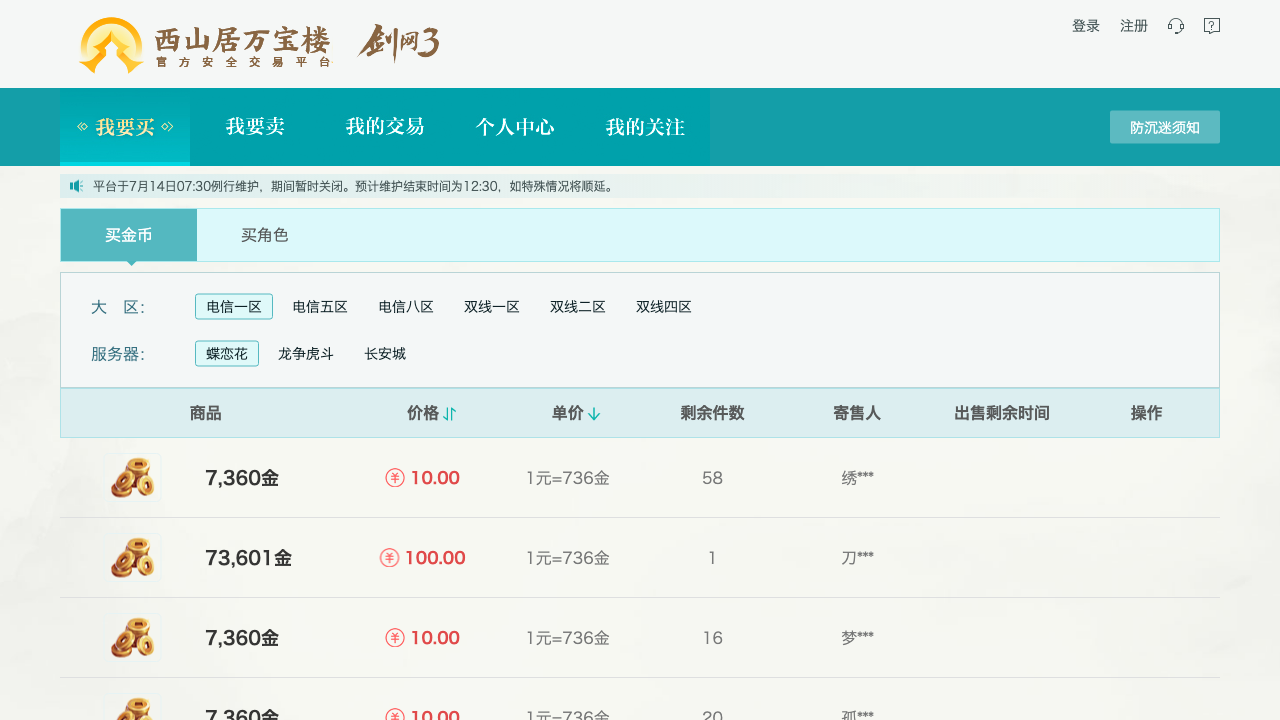 西山居万宝楼 剑网3
官方安全交易平台
登录 注册
我要买 我要卖 我的交易 个人中心 我的关注 防沉迷须知
平台于7月14日07:30例行维护，期间暂时关闭。预计维护结束时间为12:30，如特殊情况将顺延。
买金币 买角色
大 区： 电信一区 电信五区 电信八区 双线一区 双线二区 双线四区
服务器： 蝶恋花 龙争虎斗 长安城
商品 价格 单价 剩余件数 寄售人 出售剩余时间 操作
7,360金 ¥ 10.00 1元=736金 58 绣***
73,601金 ¥ 100.00 1元=736金 1 刀***
7,360金 ¥ 10.00 1元=736金 16 梦***
7,360金 ¥ 10.00 1元=736金 20 孤***